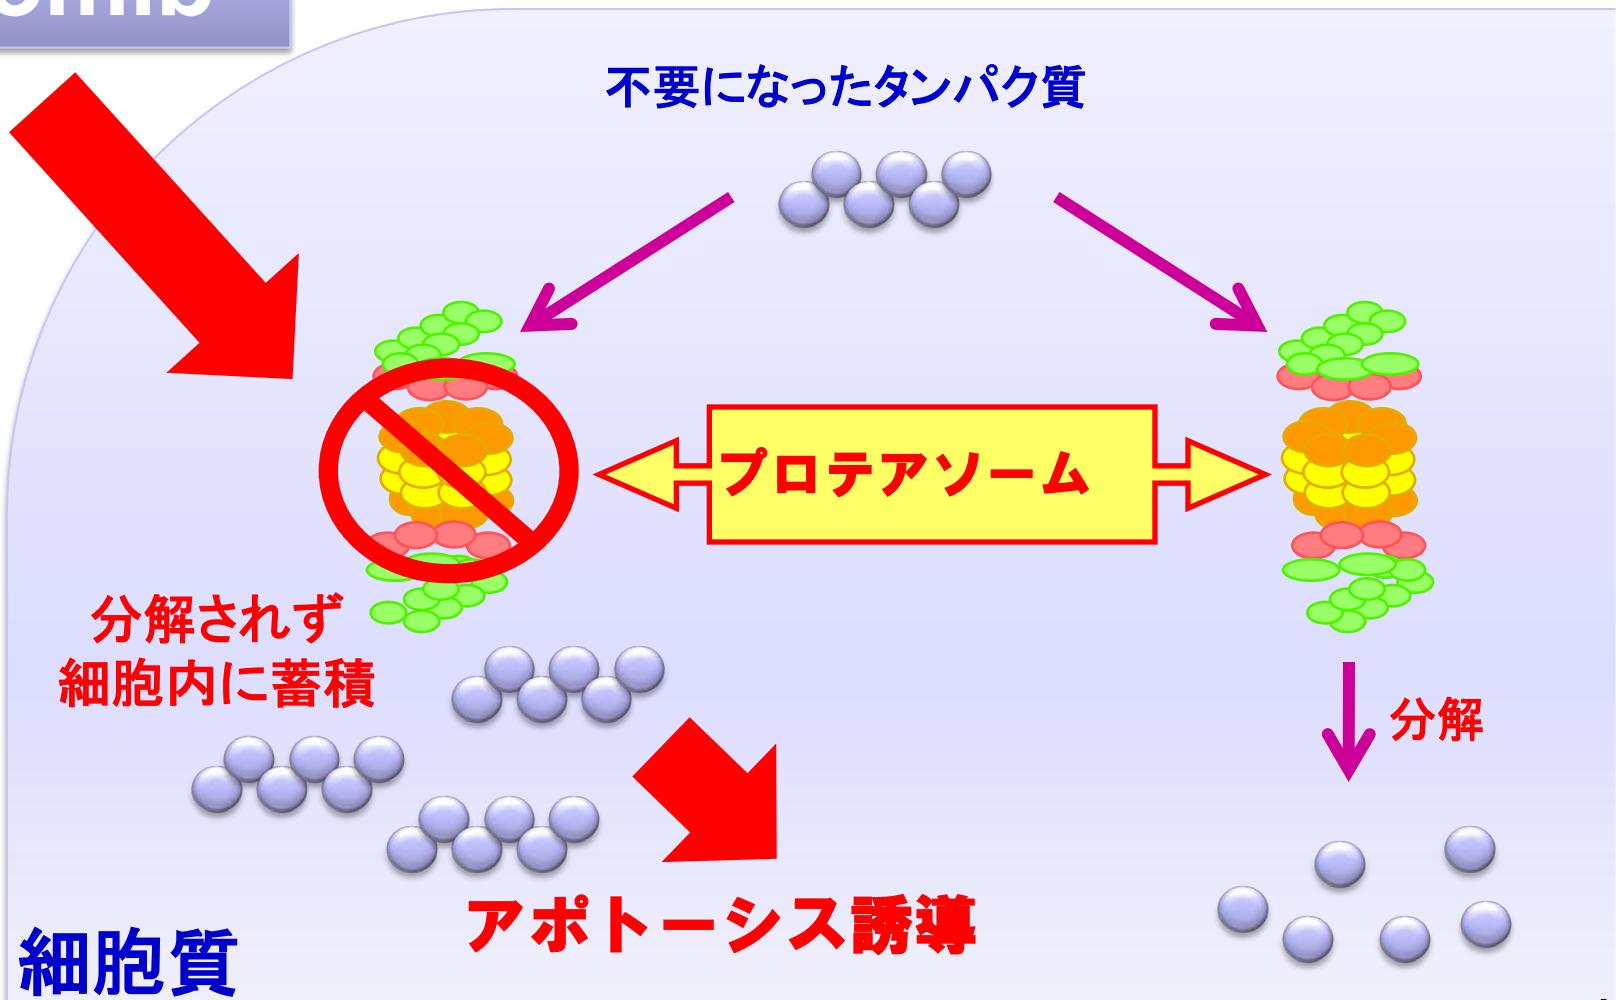 不要になったタンパク質
プロテアソーム
分解されず
細胞内に蓄積
分解
アポトーシス誘導
細胞質